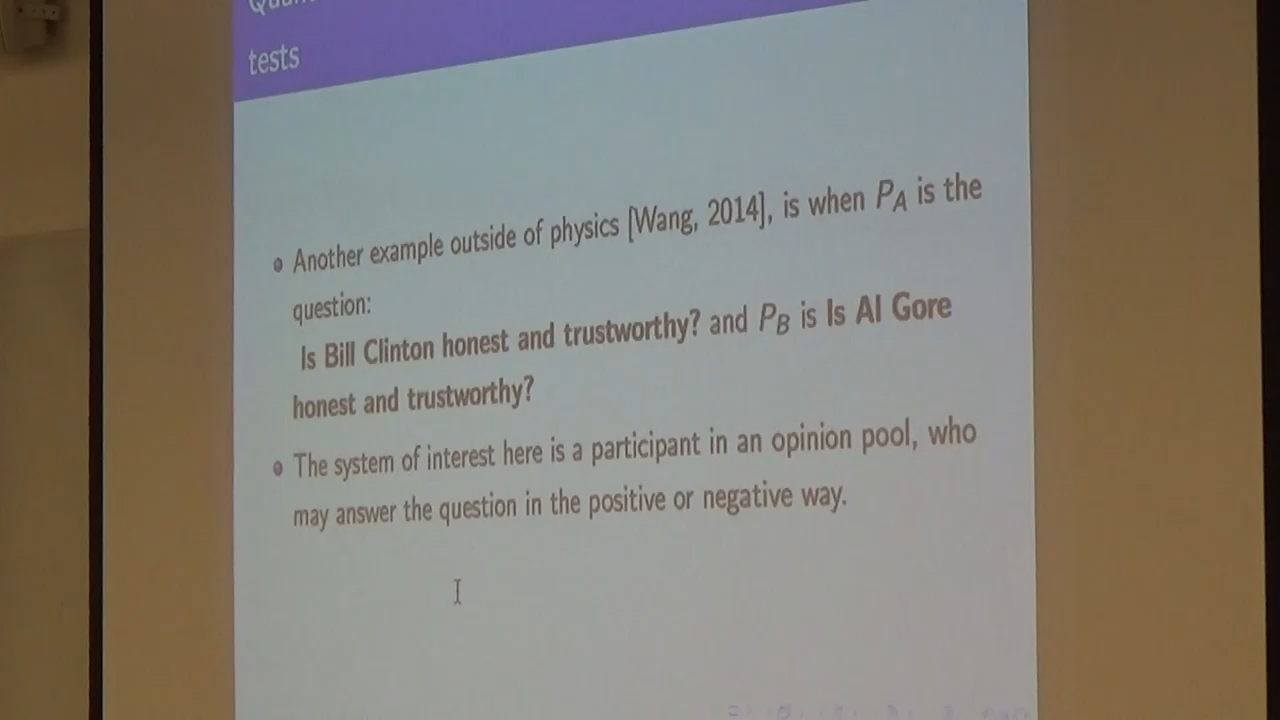 tests
Another example outside of physics [Wang, 2014], is when P_A is the
question:
Is Bill Clinton honest and trustworthy? and P_B is Is Al Gore
honest and trustworthy?
The system of interest here is a participant in an opinion pool, who
may answer the question in the positive or negative way.